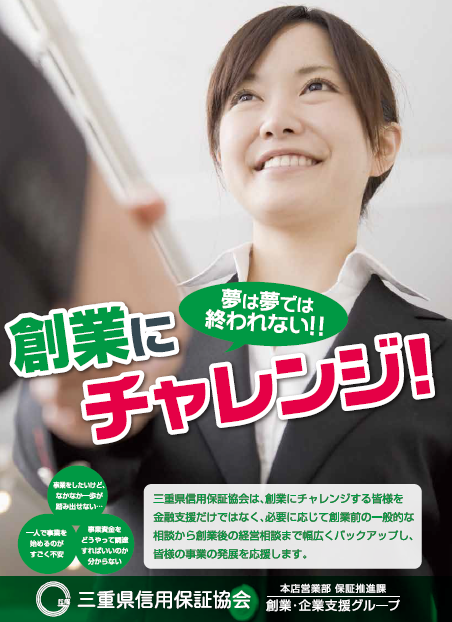 夢は夢では
終われない!!
創業に
チャレンジ!
事業をしたいけど、
なかなか一歩が
踏み出せない…
一人で事業を
始めるのが
すごく不安
事業資金を
どうやって調達
すればいいのか
分からない
三重県信用保証協会は、創業にチャレンジする皆様を
金融支援だけではなく、必要に応じて創業前の一般的な
相談から創業後の経営相談まで幅広くバックアップし、
皆様の事業の発展を応援します。
三重県信用保証協会
本店営業部 保証推進課
創業・企業支援グループ